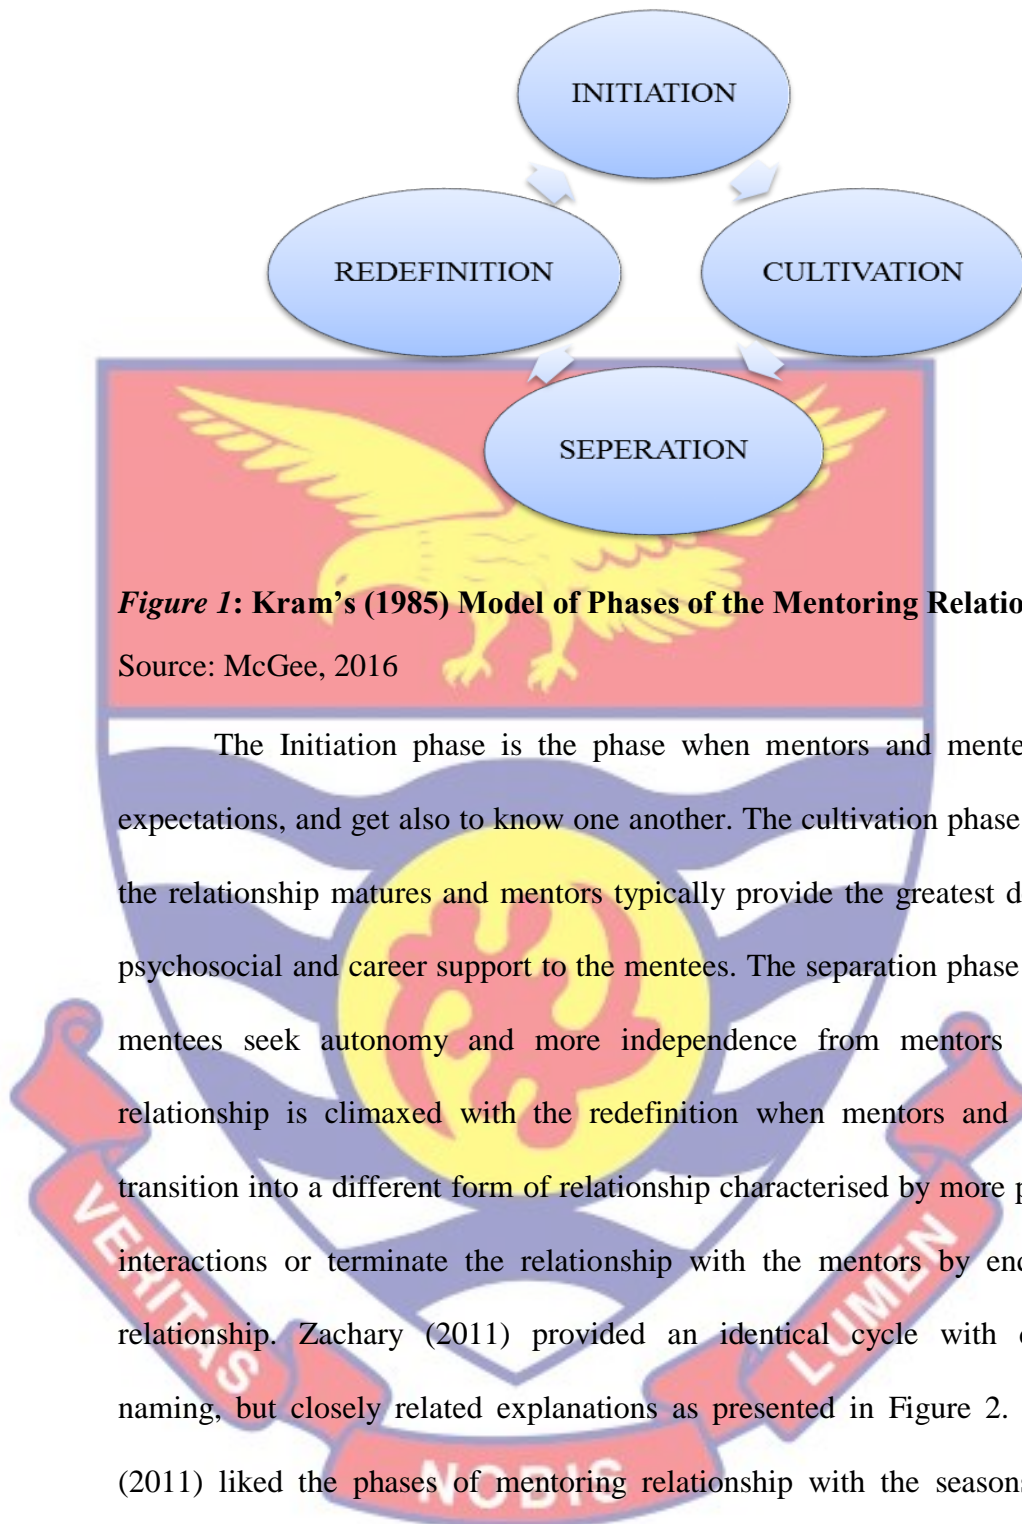 INITIATION
REDEFINITION
CULTIVATION
SEPERATION
Figure 1: Kram’s (1985) Model of Phases of the Mentoring Relatio
Source: McGee, 2016
The Initiation phase is the phase when mentors and mente
expectations, and get also to know one another. The cultivation phase
the relationship matures and mentors typically provide the greatest d
psychosocial and career support to the mentees. The separation phase
mentees seek autonomy and more independence from mentors
relationship is climaxed with the redefinition when mentors and
transition into a different form of relationship characterised by more p
interactions or terminate the relationship with the mentors by enc
relationship. Zachary (2011) provided an identical cycle with
naming, but closely related explanations as presented in Figure 2.
(2011) liked the phases of mentoring relationship with the seasons
VERITAS
NOBIS
LUMEN